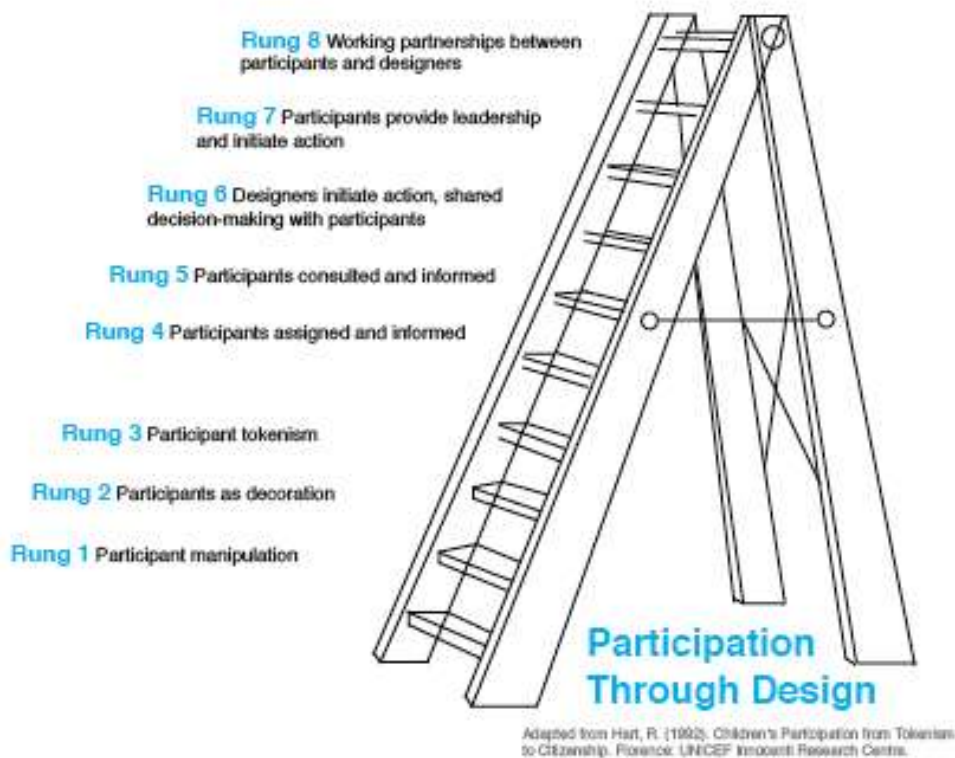 Rung 8 Working partnerships between
participants and designers
Rung 7 Participants provide leadership
and initiate action
Rung 6 Designers initiate action, shared
decision-making with participants
Rung 5 Participants consulted and informed
Rung 4 Participants assigned and informed
Rung 3 Participant tokenism
Rung 2 Participants as decoration
Rung 1 Participant manipulation
Participation
Through Design
Adapted from Hart, R. (1992). Children's Participation from Tokenism
to Citizenship. Florence: UNICEF Innocenti Research Centre.